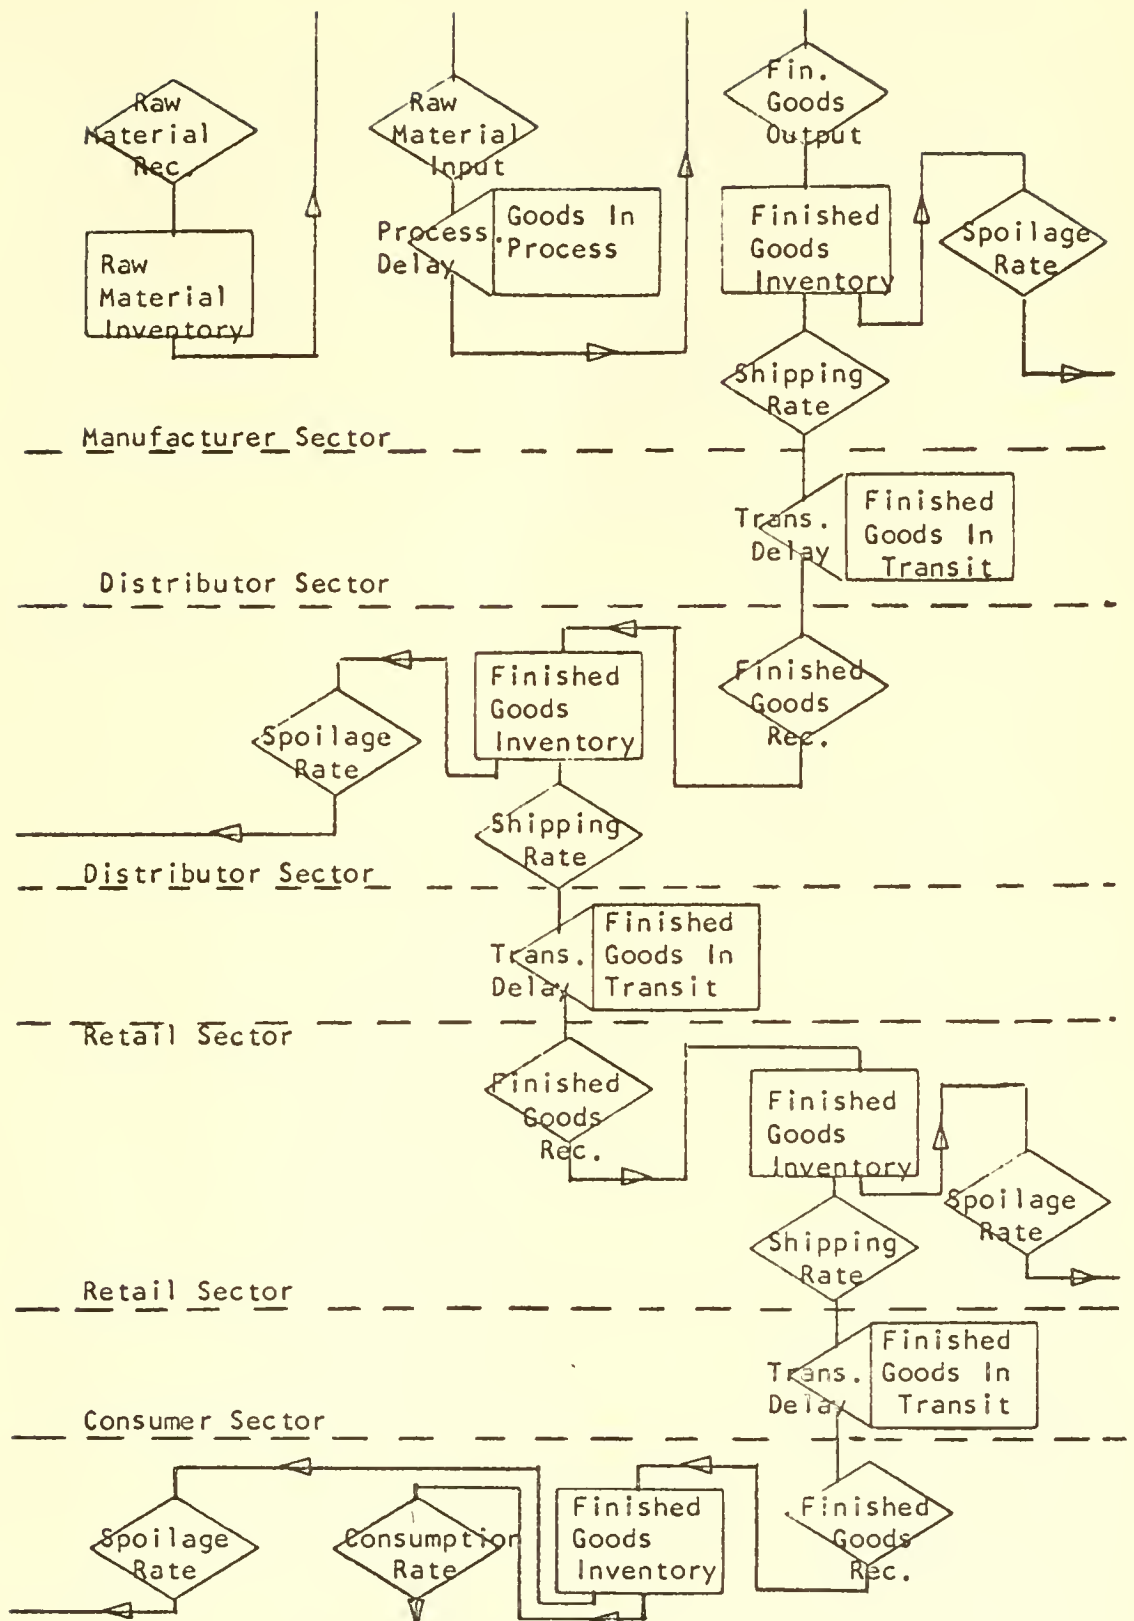 Raw
Material
Rec.
Raw
Material
Inventory
Raw
Material
Input
Process.
Delay
Goods In
Process
Fin.
Goods
Output
Finished
Goods
Inventory
Spoilage
Rate
Shipping
Rate
Manufacturer Sector
Trans.
Delay
Finished
Goods In
Transit
Distributor Sector
Finished
Goods
Rec.
Finished
Goods
Inventory
Spoilage
Rate
Shipping
Rate
Distributor Sector
Trans.
Delay
Finished
Goods In
Transit
Retail Sector
Finished
Goods
Rec.
Finished
Goods
Inventory
Spoilage
Rate
Shipping
Rate
Retail Sector
Trans.
Delay
Finished
Goods In
Transit
Consumer Sector
Finished
Goods
Rec.
Finished
Goods
Inventory
Consumption
Rate
Spoilage
Rate